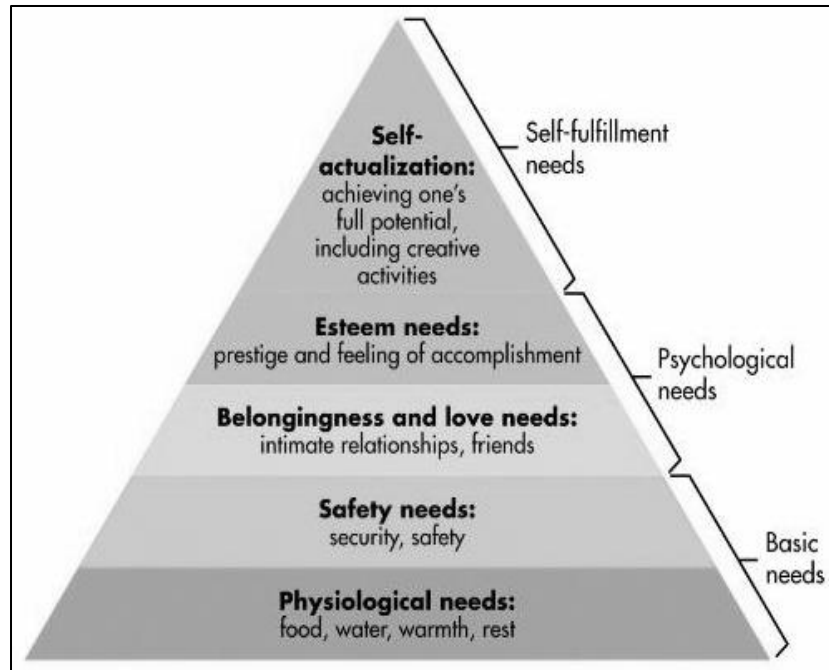 Self-
actualization:
achieving one's
full potential,
including creative
activities
Self-fulfillment
needs
Esteem needs:
prestige and feeling of accomplishment
Belongingness and love needs:
intimate relationships, friends
Psychological
needs
Safety needs:
security, safety
Physiological needs:
food, water, warmth, rest
Basic
needs